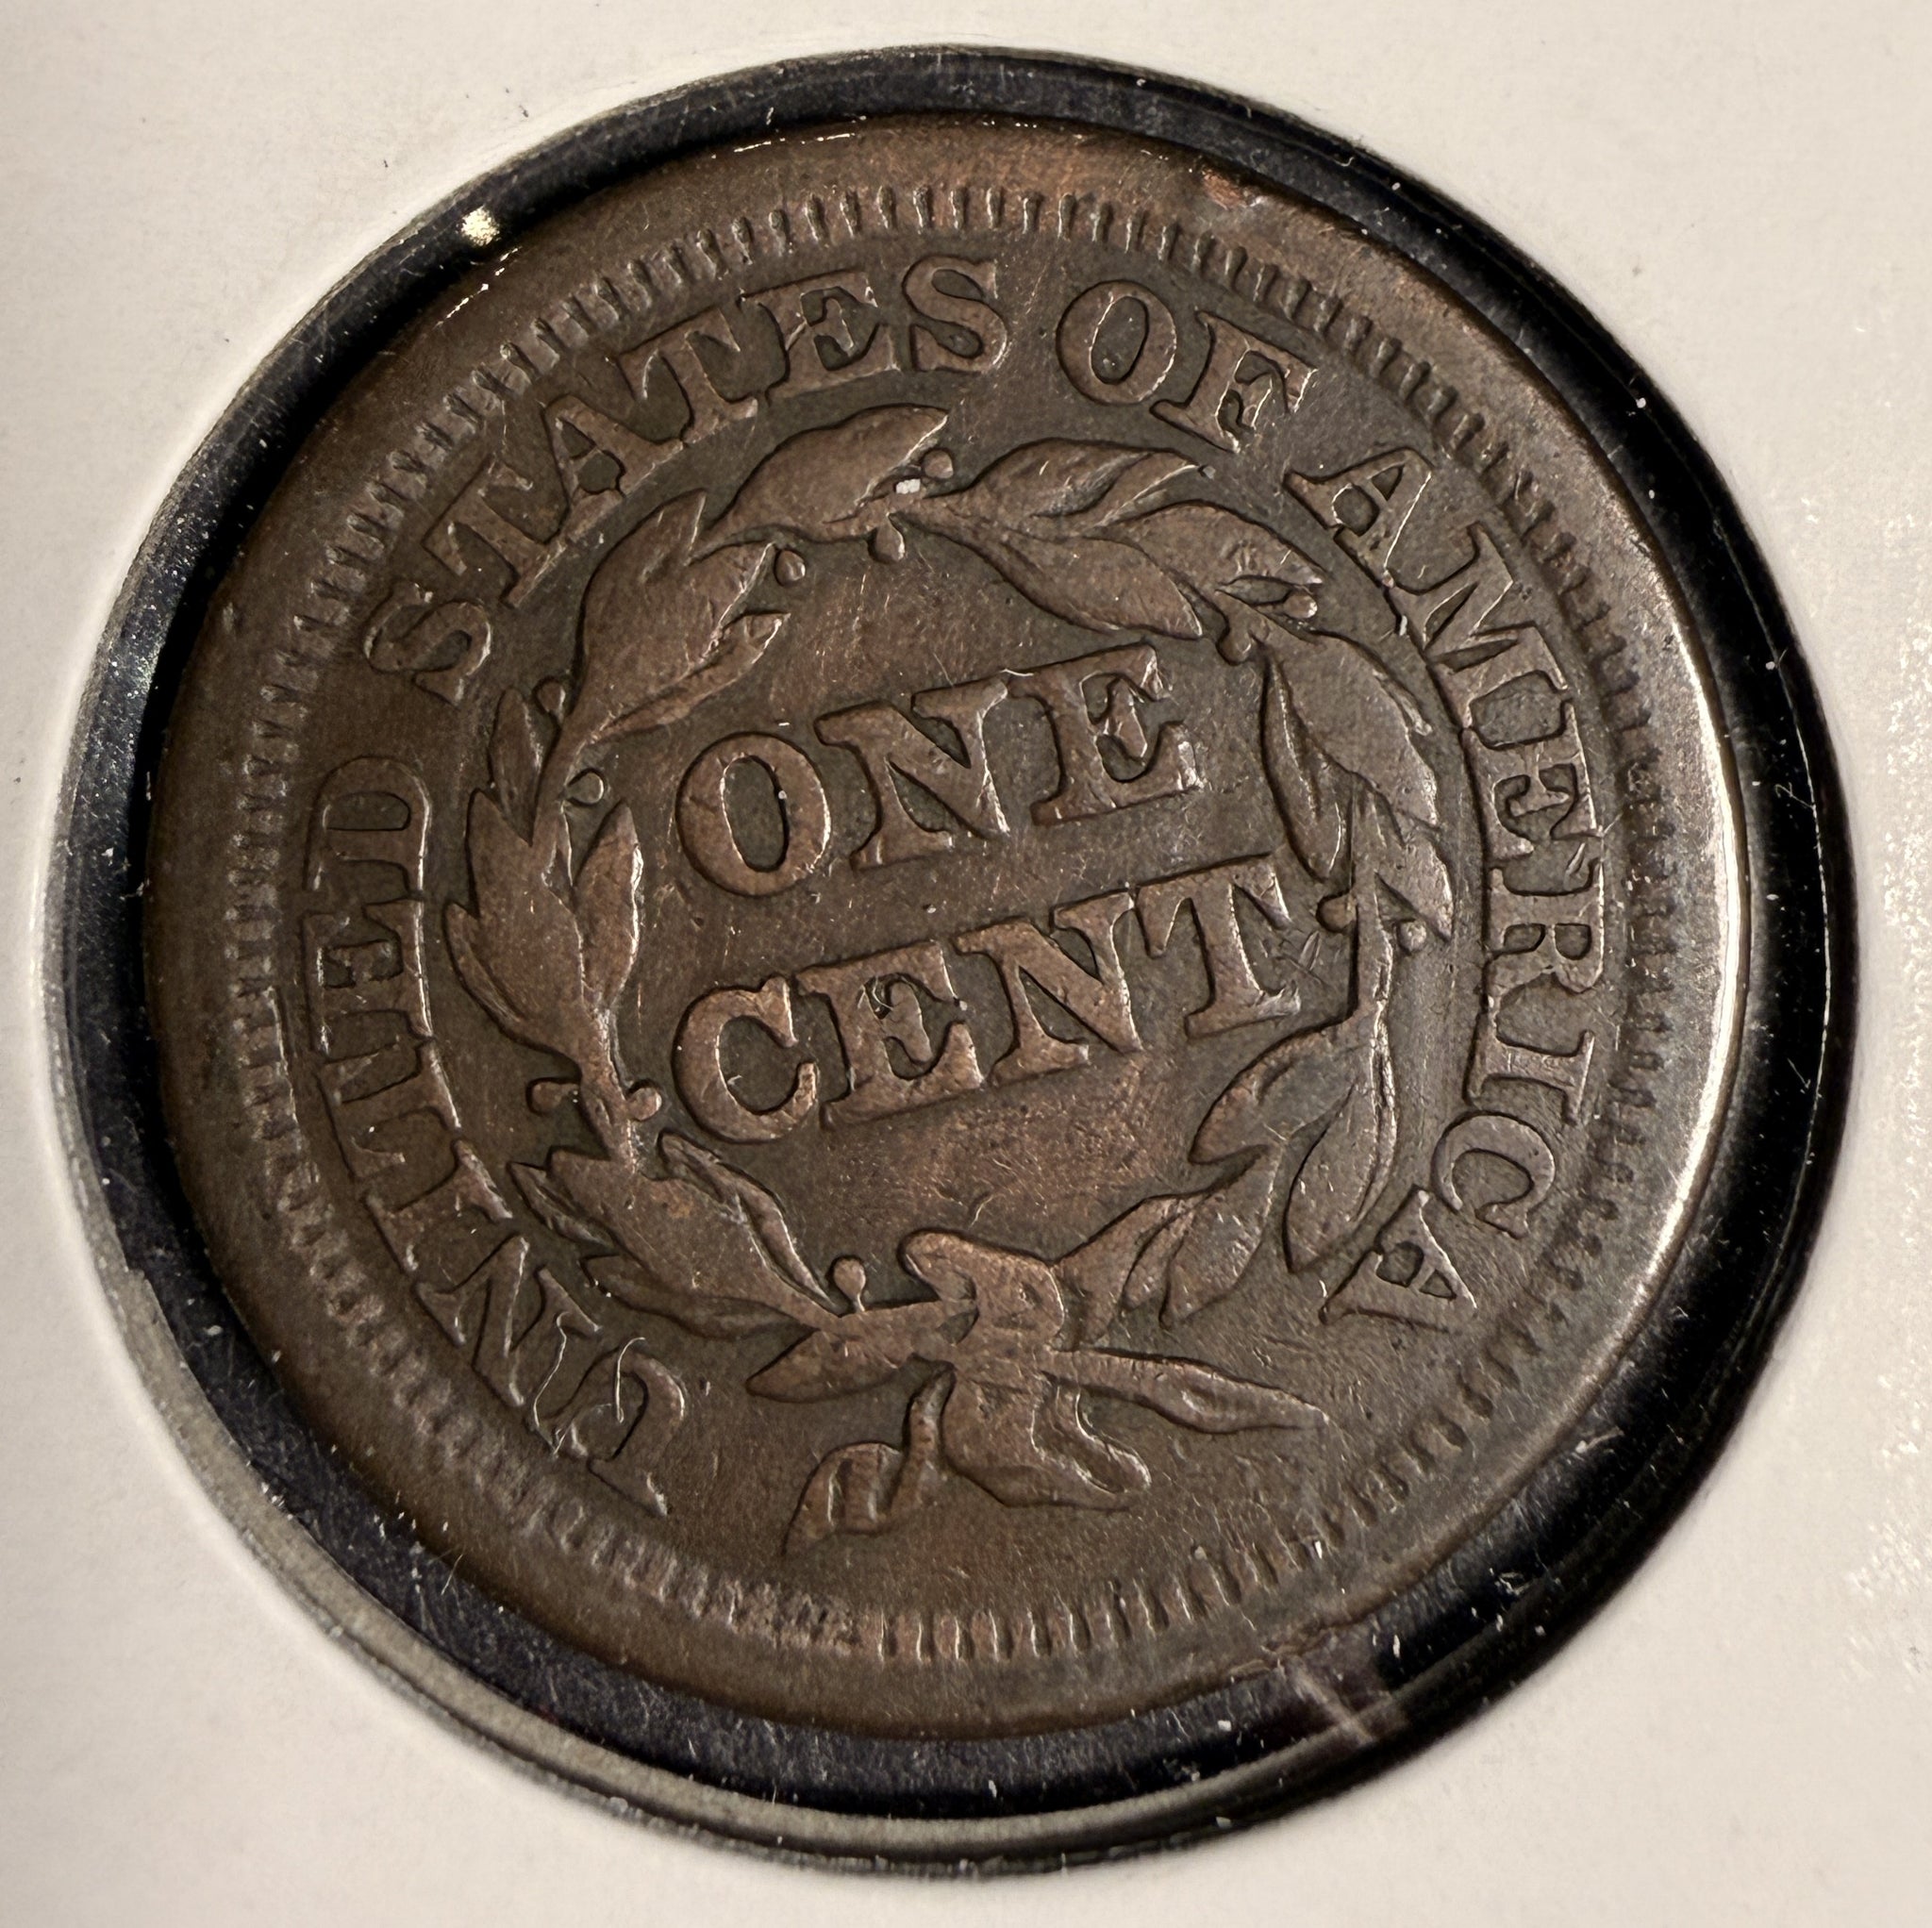 UNITED STATES OF AMERICA
ONE
CENT